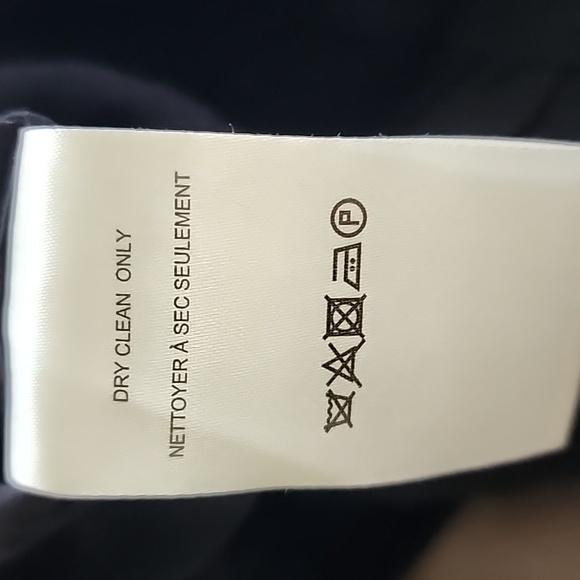 DRY CLEAN ONLY
NETTOYER À SEC SEULEMENT
P